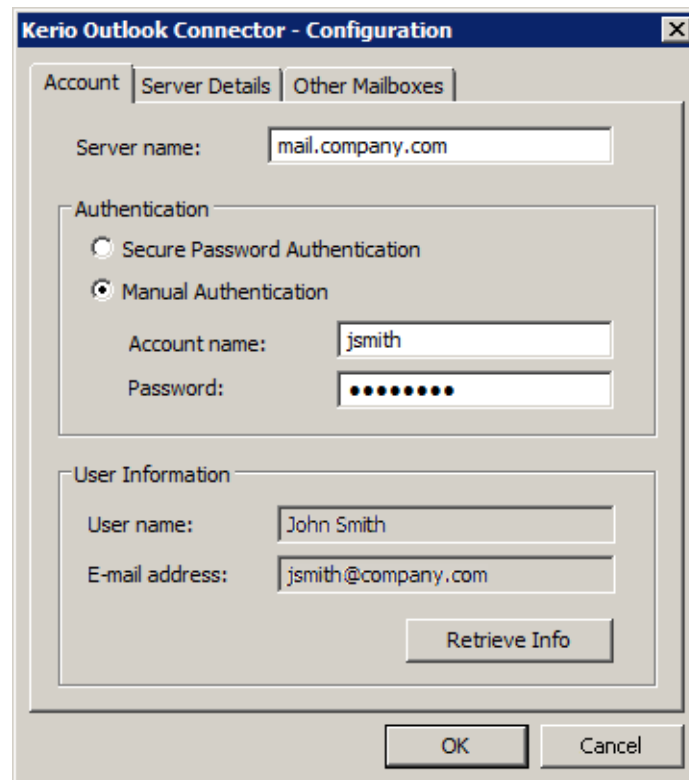 Kerio Outlook Connector - Configuration
Account Server Details Other Mailboxes
Server name: mail.company.com
Authentication
Secure Password Authentication
Manual Authentication
Account name: jsmith
Password: ●●●●●●●●
User Information
User name: John Smith
E-mail address: jsmith@company.com
Retrieve Info
OK Cancel